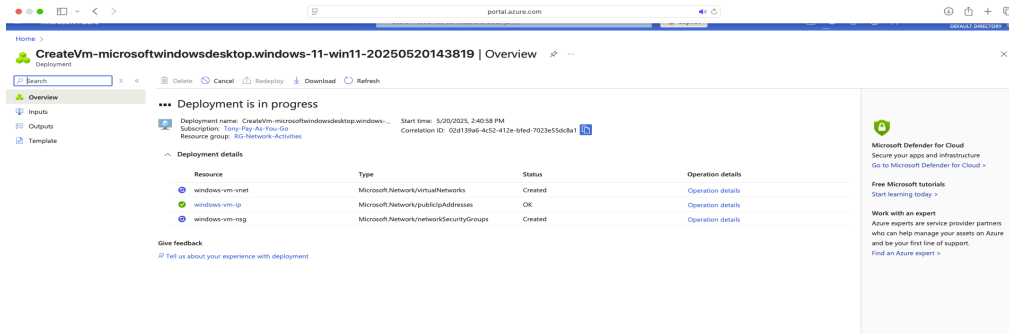 portal.azure.com
DEFAULT DIRECTORY
Home >
CreateVm-microsoftwindowsdesktop.windows-11-win11-20250520143819 | Overview
Deployment
Search
Delete Cancel Redeploy Download Refresh
Overview
Inputs
Outputs
Template
Deployment is in progress
Deployment name: CreateVm-microsoftwindowsdesktop.windows-... Start time: 5/20/2025, 2:40:58 PM
Subscription: Tony-Pay-As-You-Go Correlation ID: 02d139a6-4c52-412e-bfed-7023e55dc8a1
Resource group: RG-Network-Activities
Deployment details
Resource Type Status Operation details
windows-vm-vnet Microsoft.Network/virtualNetworks Created Operation details
windows-vm-ip Microsoft.Network/publicIpAddresses OK Operation details
windows-vm-nsg Microsoft.Network/networkSecurityGroups Created Operation details
Give feedback
Tell us about your experience with deployment
Microsoft Defender for Cloud
Secure your apps and infrastructure
Go to Microsoft Defender for Cloud >
Free Microsoft tutorials
Start learning today >
Work with an expert
Azure experts are service provider partners
who can help manage your assets on Azure
and be your first line of support.
Find an Azure expert >